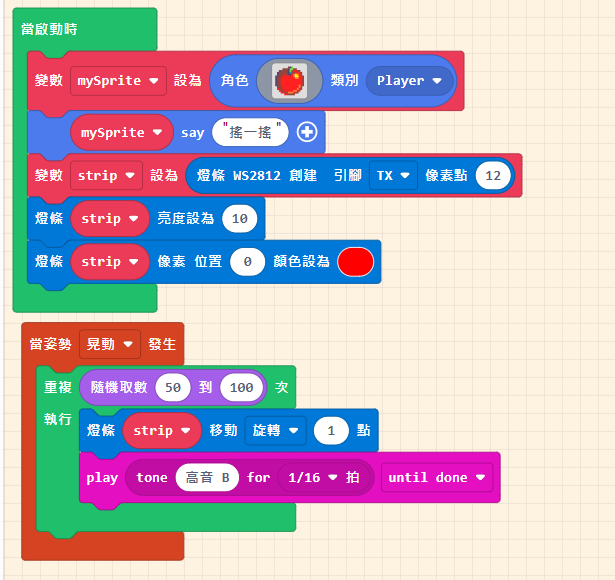 當啟動時
變數 mySprite 設為 角色 類別 Player
mySprite say "搖一搖"
變數 strip 設為 燈條 WS2812 創建 引腳 TX 像素點 12
燈條 strip 亮度設為 10
燈條 strip 像素 位置 0 顏色設為
當姿勢 晃動 發生
重複 隨機取數 50 到 100 次
執行
燈條 strip 移動 旋轉 1 點
play tone 高音 B for 1/16 拍 until done